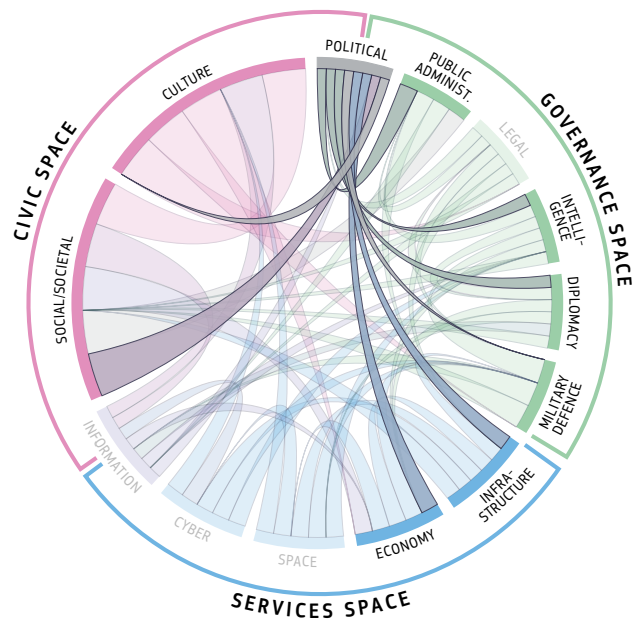 POLITICAL
PUBLIC
ADMINIST.
LEGAL
INTELLI-
GENCE
DIPLOMACY
MILITARY
DEFENCE
INFRA-
STRUCTURE
ECONOMY
SPACE
CYBER
INFORMATION
SOCIAL/SOCIETAL
CULTURE
CIVIC SPACE
GOVERNANCE SPACE
SERVICES SPACE